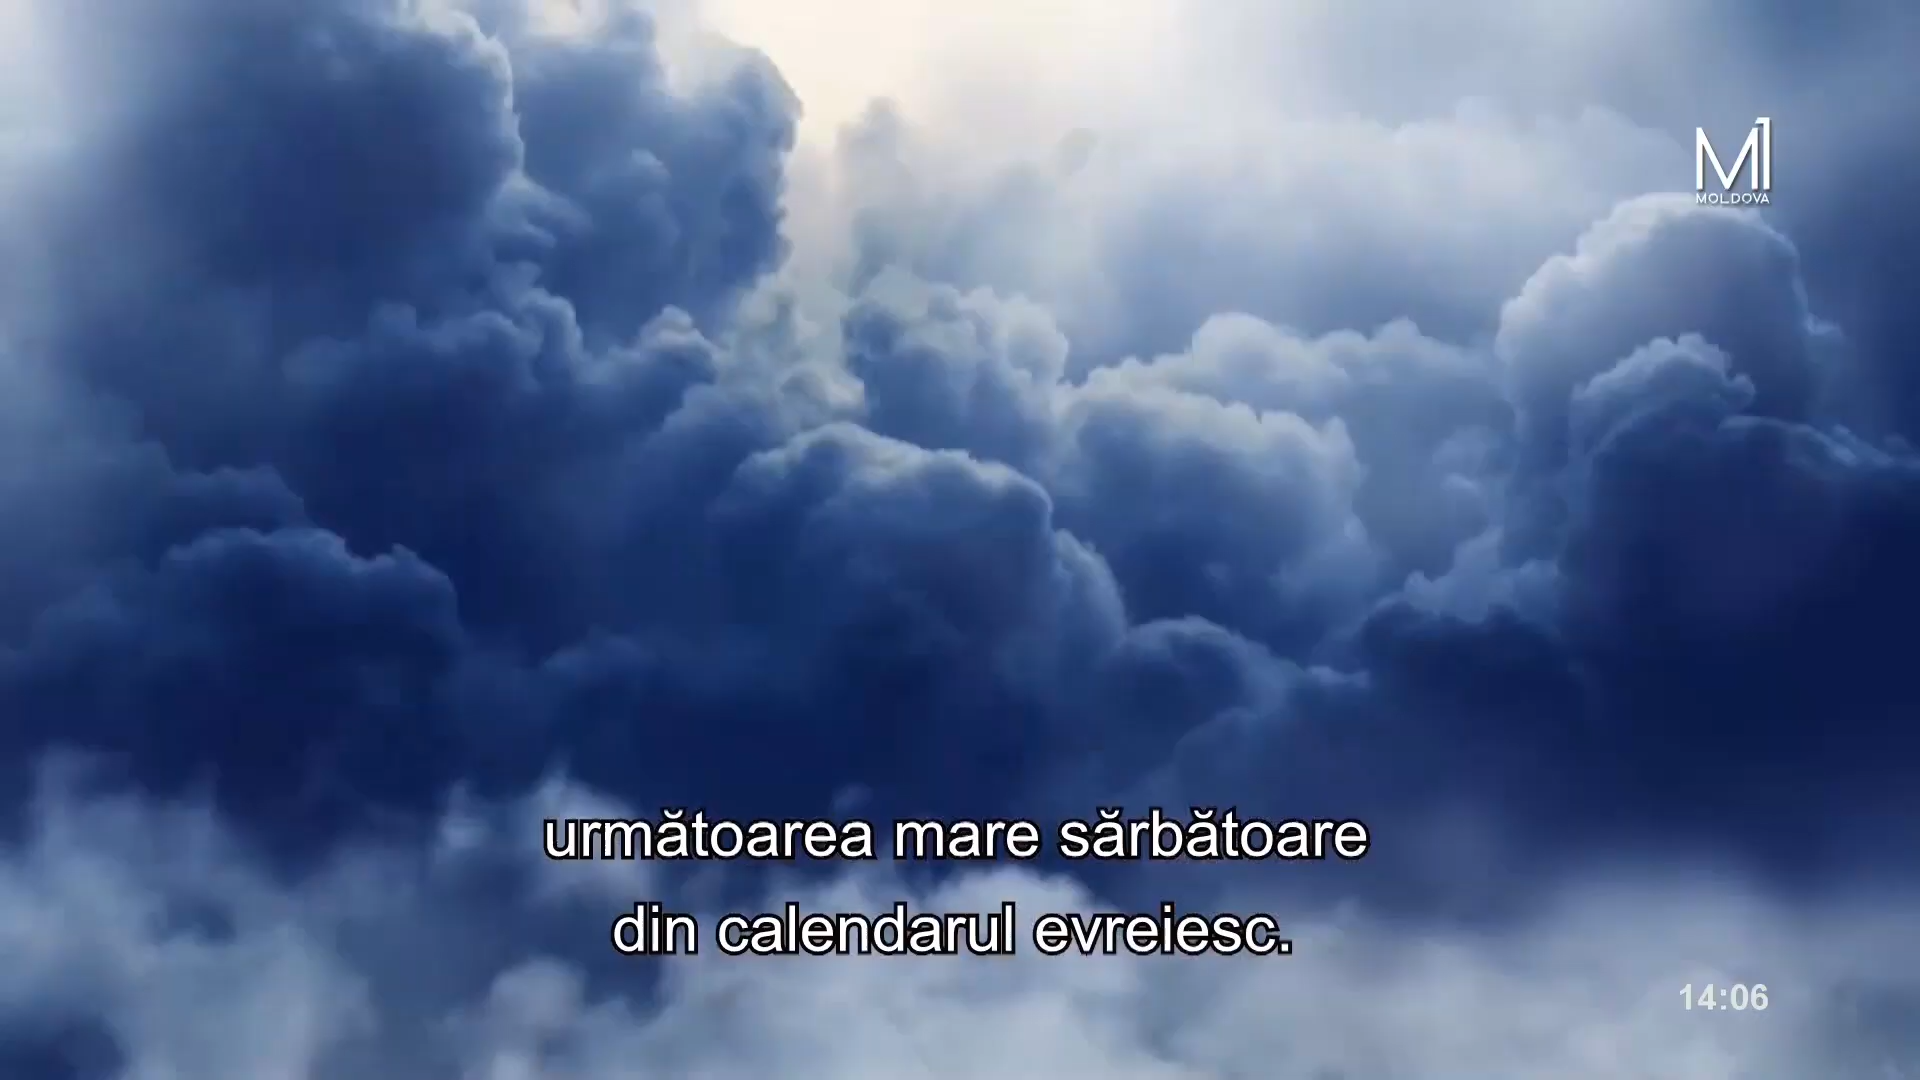 M1
MOLDOVA
următoarea mare sărbătoare
din calendarul evreiesc.
14:06